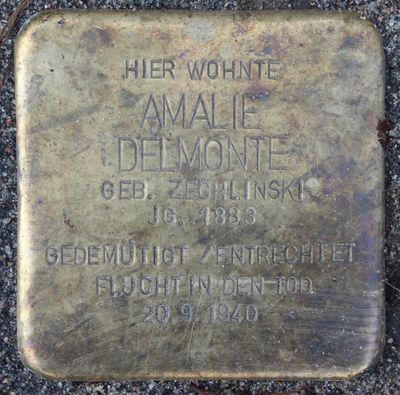 HIER WOHNTE
AMALIE
DELMONTE
GEB. ZECHLINSKI
JG. 1883
GEDEMÜTIGT / ENTRECHTET
FLUCHT IN DEN TOD
20.9.1940